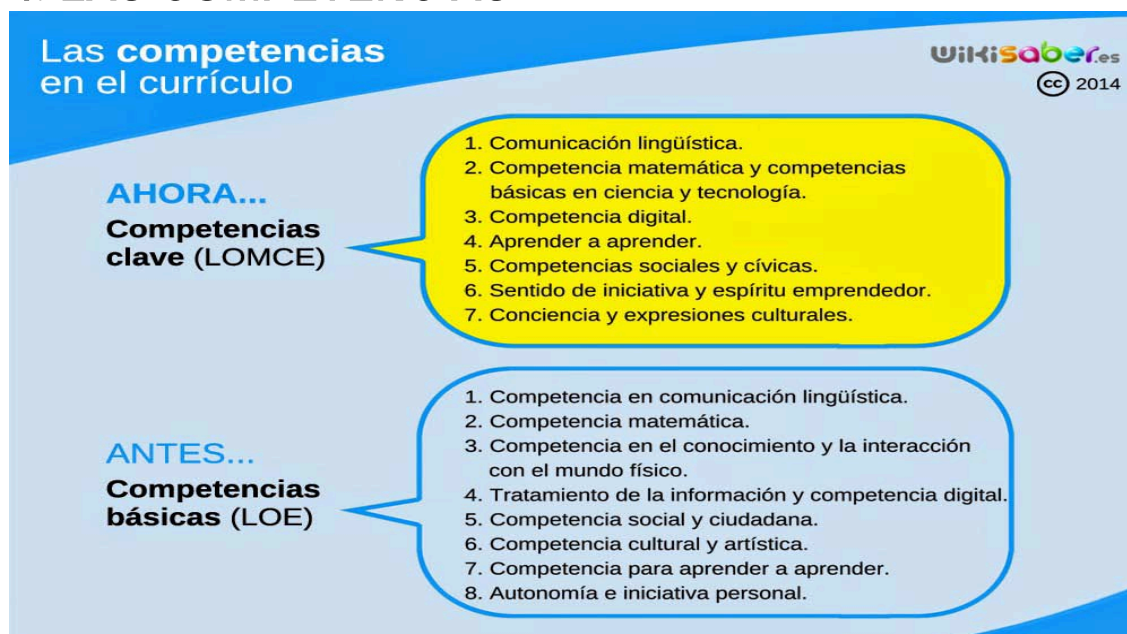 Las competencias
en el currículo
wikisaber.es
cc 2014
AHORA...
Competencias
clave (LOMCE)
1. Comunicación lingüística.
2. Competencia matemática y competencias
básicas en ciencia y tecnología.
3. Competencia digital.
4. Aprender a aprender.
5. Competencias sociales y cívicas.
6. Sentido de iniciativa y espíritu emprendedor.
7. Conciencia y expresiones culturales.
ANTES...
Competencias
básicas (LOE)
1. Competencia en comunicación lingüística.
2. Competencia matemática.
3. Competencia en el conocimiento y la interacción
con el mundo físico.
4. Tratamiento de la información y competencia digital.
5. Competencia social y ciudadana.
6. Competencia cultural y artística.
7. Competencia para aprender a aprender.
8. Autonomía e iniciativa personal.